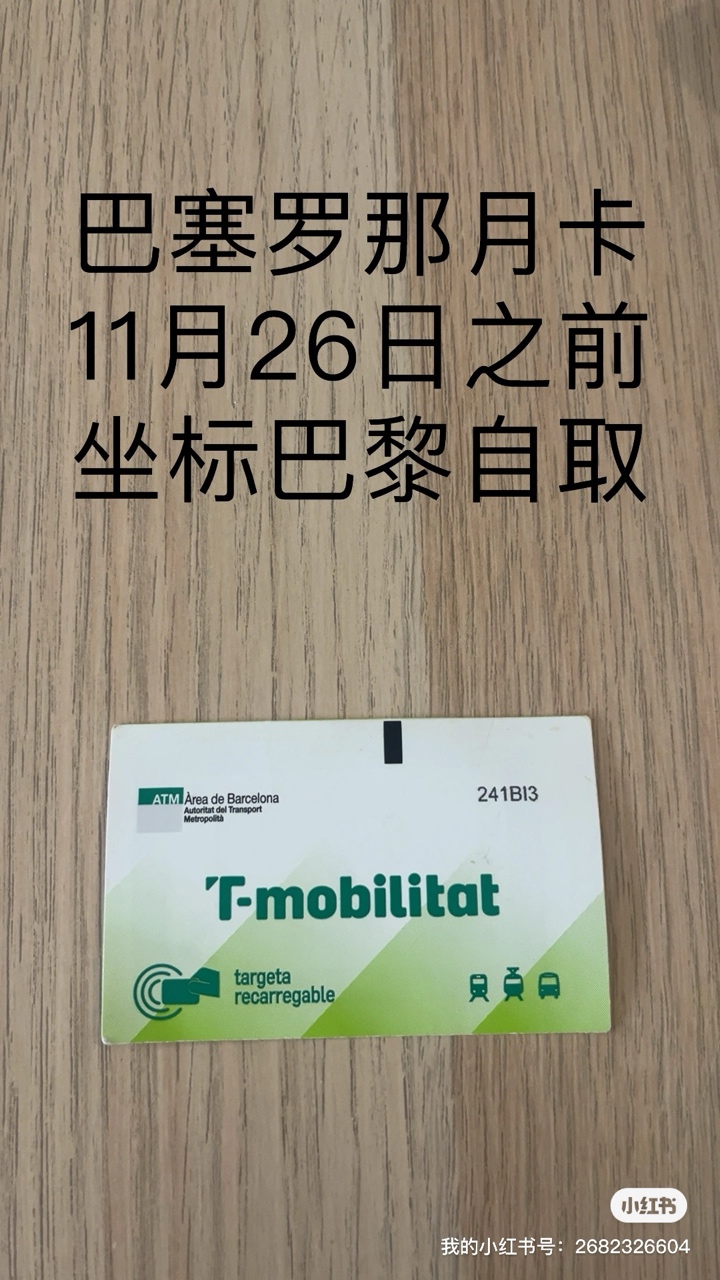 巴塞罗那月卡
11月26日之前
坐标巴黎自取
ATM Àrea de Barcelona
Autoritat del Transport
Metropolità
241BI3
T-mobilitat
targeta
recarregable
小红书
我的小红书号：2682326604